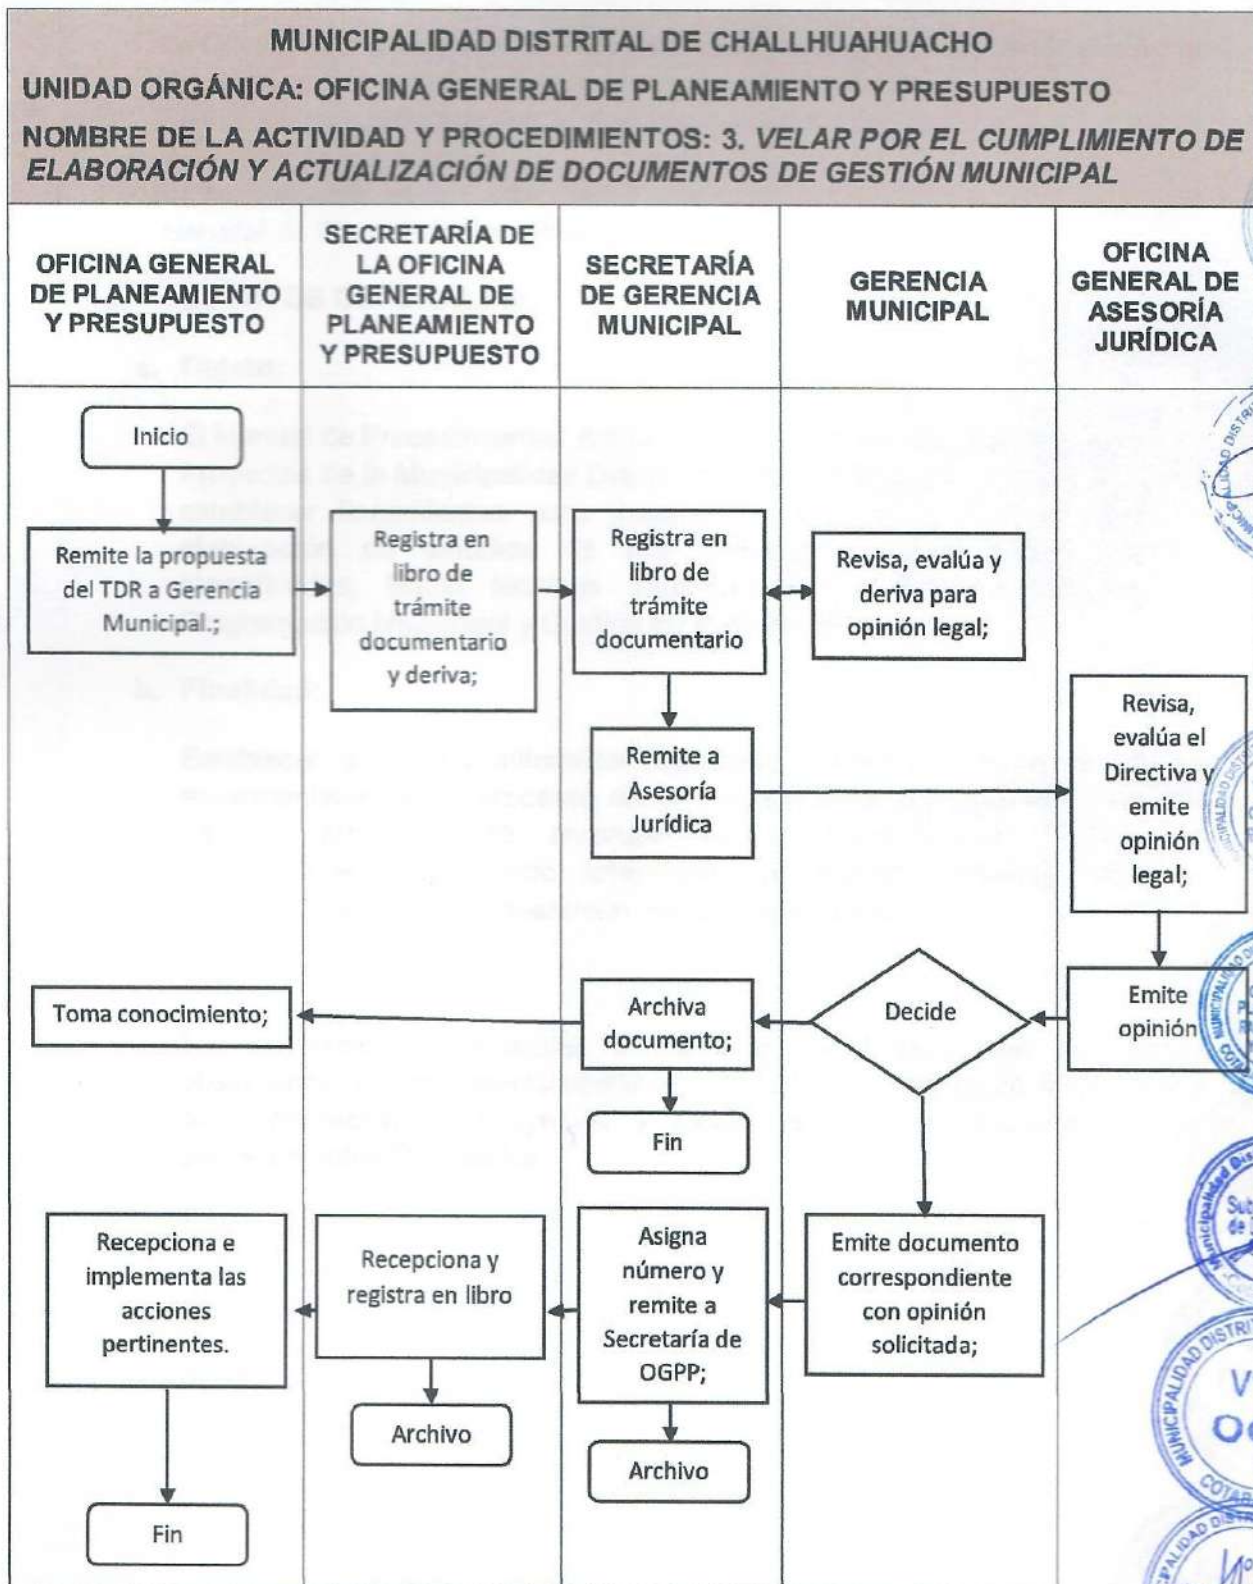 MUNICIPALIDAD DISTRITAL DE CHALLHUAHUACHO
UNIDAD ORGÁNICA: OFICINA GENERAL DE PLANEAMIENTO Y PRESUPUESTO
NOMBRE DE LA ACTIVIDAD Y PROCEDIMIENTOS: 3. VELAR POR EL CUMPLIMIENTO DE
ELABORACIÓN Y ACTUALIZACIÓN DE DOCUMENTOS DE GESTIÓN MUNICIPAL
OFICINA GENERAL
DE PLANEAMIENTO
Y PRESUPUESTO
SECRETARÍA DE
LA OFICINA
GENERAL DE
PLANEAMIENTO
Y PRESUPUESTO
SECRETARÍA
DE GERENCIA
MUNICIPAL
GERENCIA
MUNICIPAL
OFICINA
GENERAL DE
ASESORÍA
JURÍDICA
Inicio
Remite la propuesta
del TDR a Gerencia
Municipal.;
Registra en
libro de
trámite
documentario
y deriva;
Registra en
libro de
trámite
documentario
Revisa, evalúa y
deriva para
opinión legal;
Remite a
Asesoría
Jurídica
Revisa,
evalúa el
Directiva y
emite
opinión
legal;
Toma conocimiento;
Archiva
documento;
Decide
Emite
opinión
Fin
Recepciona e
implementa las
acciones
pertinentes.
Recepciona y
registra en libro
Asigna
número y
remite a
Secretaría de
OGPP;
Emite documento
correspondiente
con opinión
solicitada;
Archivo
Archivo
Fin